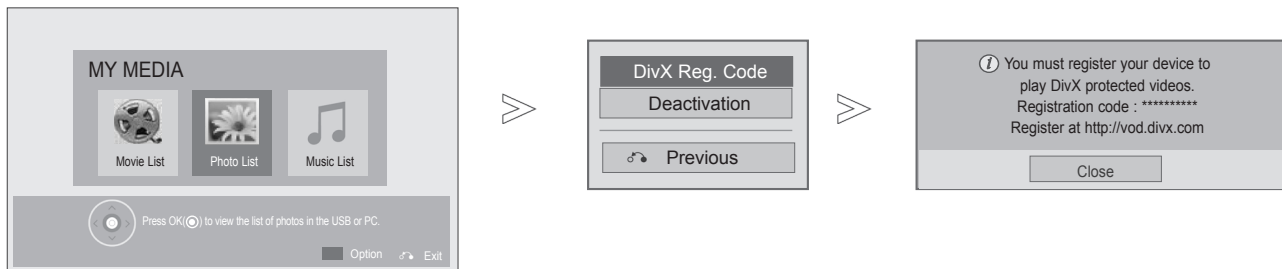 MY MEDIA
Movie List
Photo List
Music List
Press OK(◉) to view the list of photos in the USB or PC.
Option
Exit
DivX Reg. Code
Deactivation
Previous
You must register your device to
play DivX protected videos.
Registration code : **********
Register at http://vod.divx.com
Close